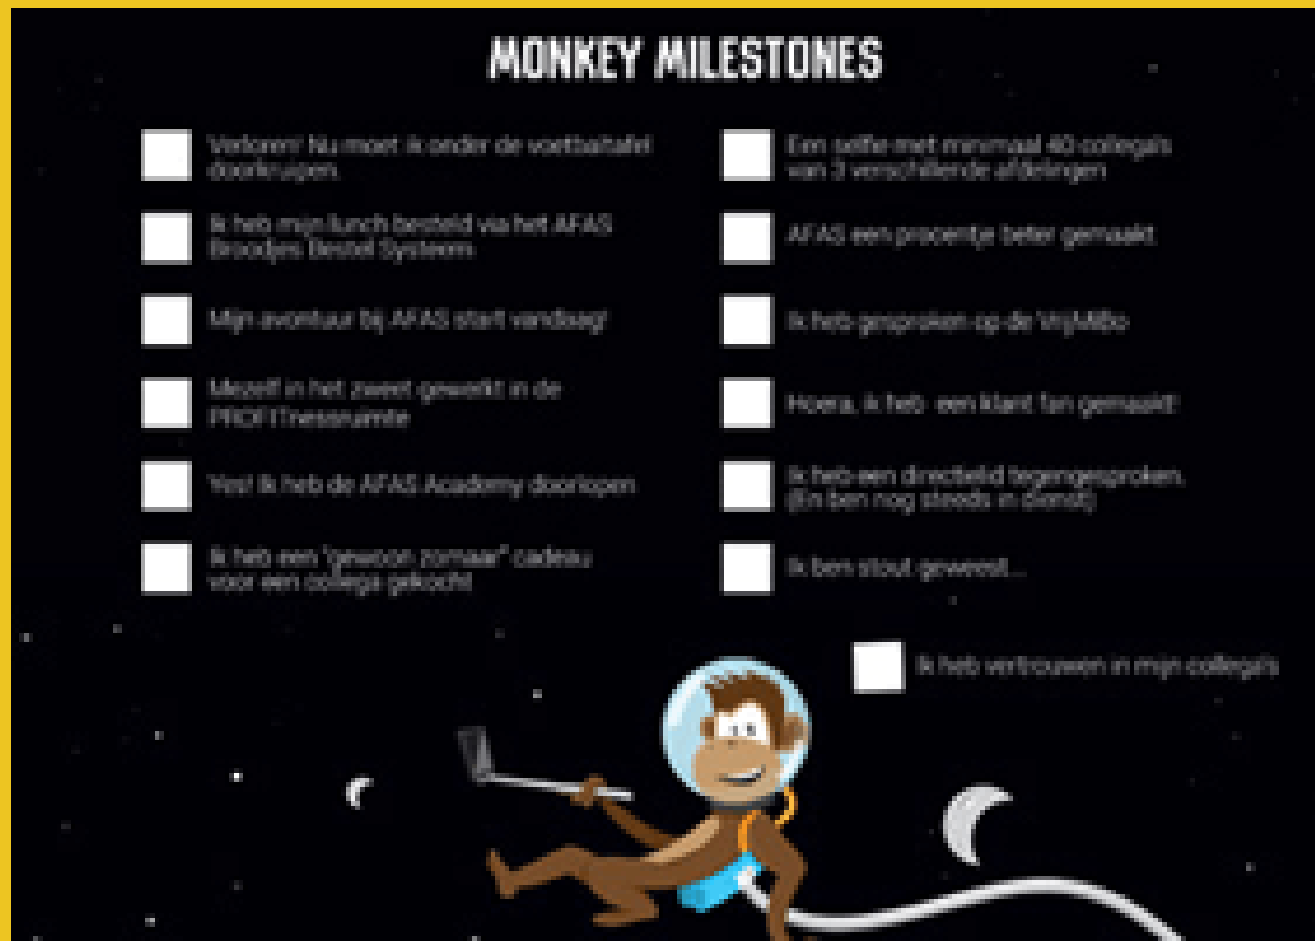 MONKEY MILESTONES
Verloren! Nu moet ik onder de voetbaltafel
doorkruipen.
Ik heb mijn lunch besteld via het AFAS
Broodjes Bestel Systeem
Mijn avontuur bij AFAS start vandaag!
Mezelf in het zweet gewerkt in de
PROFITnessruimte
Yes! Ik heb de AFAS Academy doorlopen
Ik heb een "gewoon zomaar" cadeau
voor een collega gekocht
Een selfie met minimaal 40 collega's
van 3 verschillende afdelingen
AFAS een procentje beter gemaakt
Ik heb gesproken op de VrijMiBo
Hoera, ik heb een klant fan gemaakt!
Ik heb een directielid tegengesproken.
(En ben nog steeds in dienst)
Ik ben stout geweest...
Ik heb vertrouwen in mijn collega's